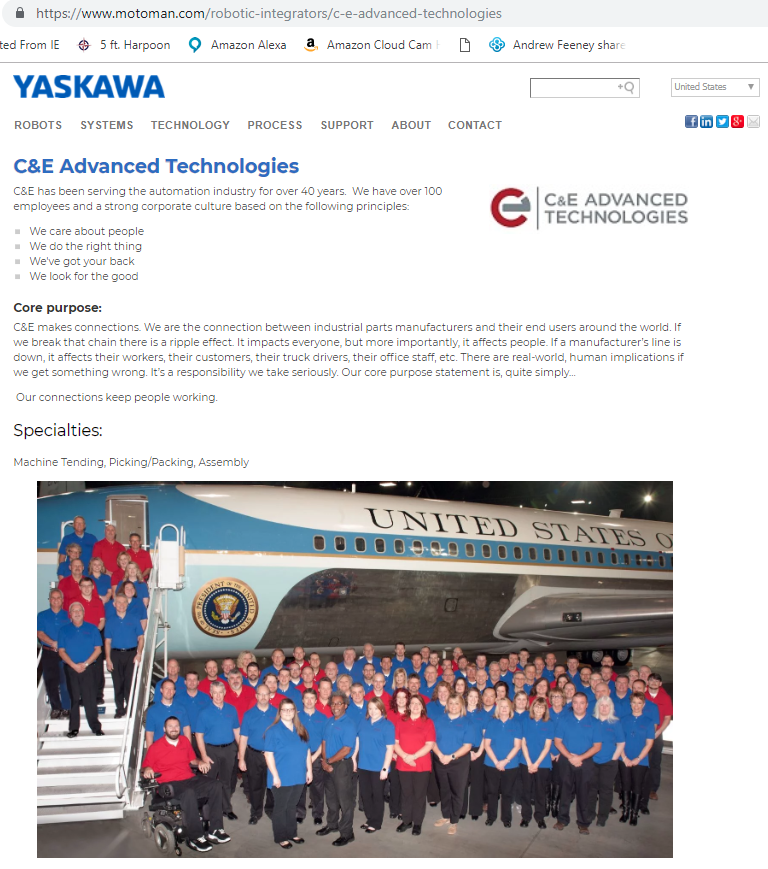 https://www.motoman.com/robotic-integrators/c-e-advanced-technologies
ted From IE 5 ft. Harpoon Amazon Alexa Amazon Cloud Cam Andrew Feeney share
YASKAWA
United States
ROBOTS SYSTEMS TECHNOLOGY PROCESS SUPPORT ABOUT CONTACT
C&E Advanced Technologies
C&E has been serving the automation industry for over 40 years. We have over 100
employees and a strong corporate culture based on the following principles:
C&E ADVANCED
TECHNOLOGIES
We care about people
We do the right thing
We've got your back
We look for the good
Core purpose:
C&E makes connections. We are the connection between industrial parts manufacturers and their end users around the world. If
we break that chain there is a ripple effect. It impacts everyone, but more importantly, it affects people. If a manufacturer's line is
down, it affects their workers, their customers, their truck drivers, their office staff, etc. There are real-world, human implications if
we get something wrong. It's a responsibility we take seriously. Our core purpose statement is, quite simply...
Our connections keep people working.
Specialties:
Machine Tending, Picking/Packing, Assembly
UNITED STATES O
PRESIDENT OF THE UNITED